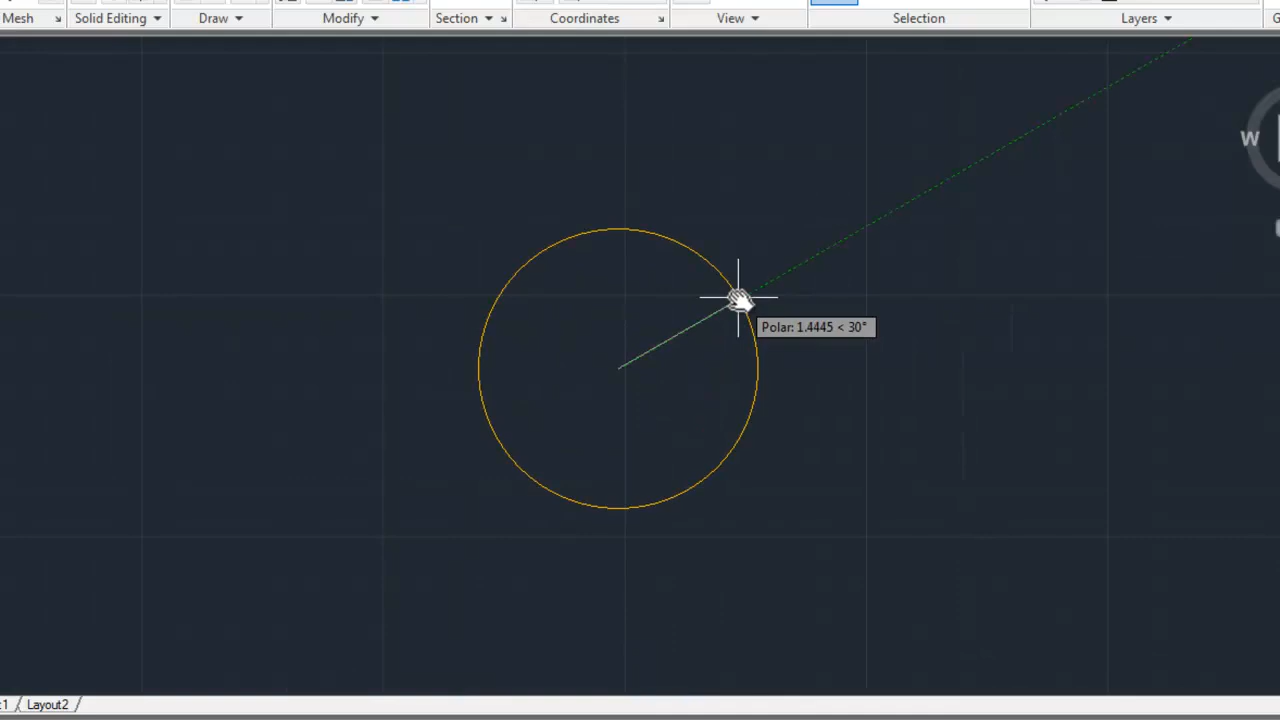 Mesh Solid Editing Draw Modify Section Coordinates View Selection Layers
W
Polar: 1.4445 < 30°
Layout2